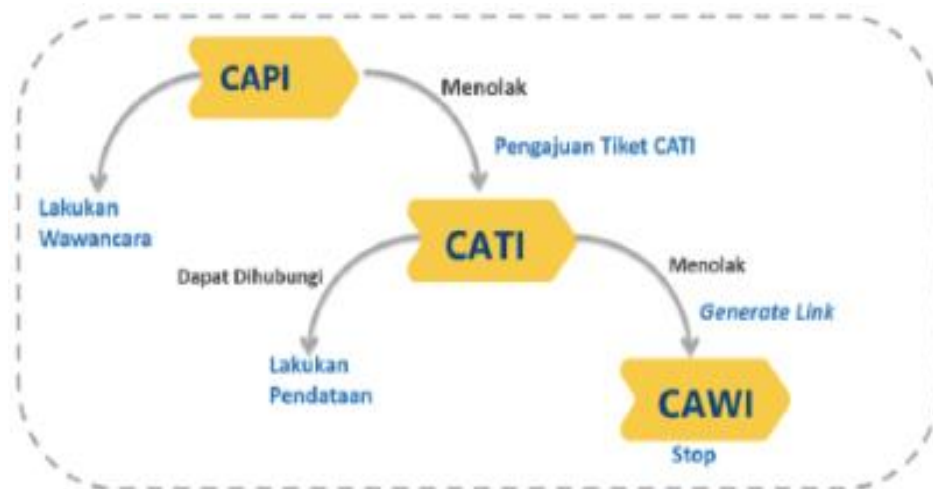 CAPI
Menolak
Pengajuan Tiket CATI
Lakukan
Wawancara
CATI
Dapat Dihubungi
Menolak
Generate Link
Lakukan
Pendataan
CAWI
Stop